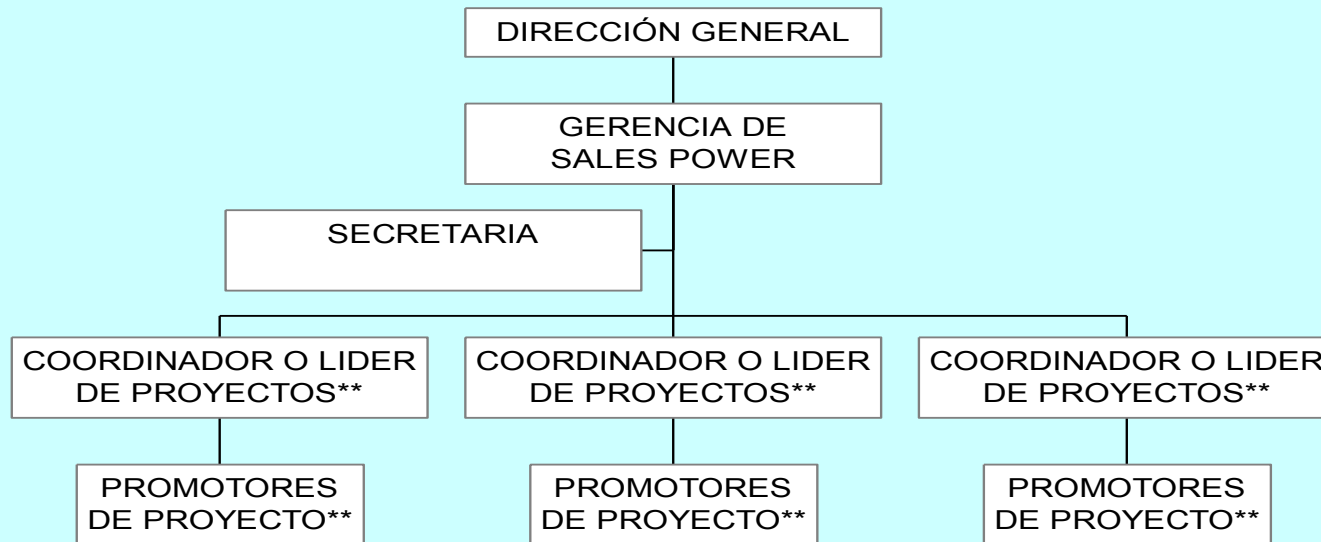 DIRECCIÓN GENERAL
GERENCIA DE
SALES POWER
SECRETARIA
COORDINADOR O LIDER
DE PROYECTOS**
COORDINADOR O LIDER
DE PROYECTOS**
COORDINADOR O LIDER
DE PROYECTOS**
PROMOTORES
DE PROYECTO**
PROMOTORES
DE PROYECTO**
PROMOTORES
DE PROYECTO**